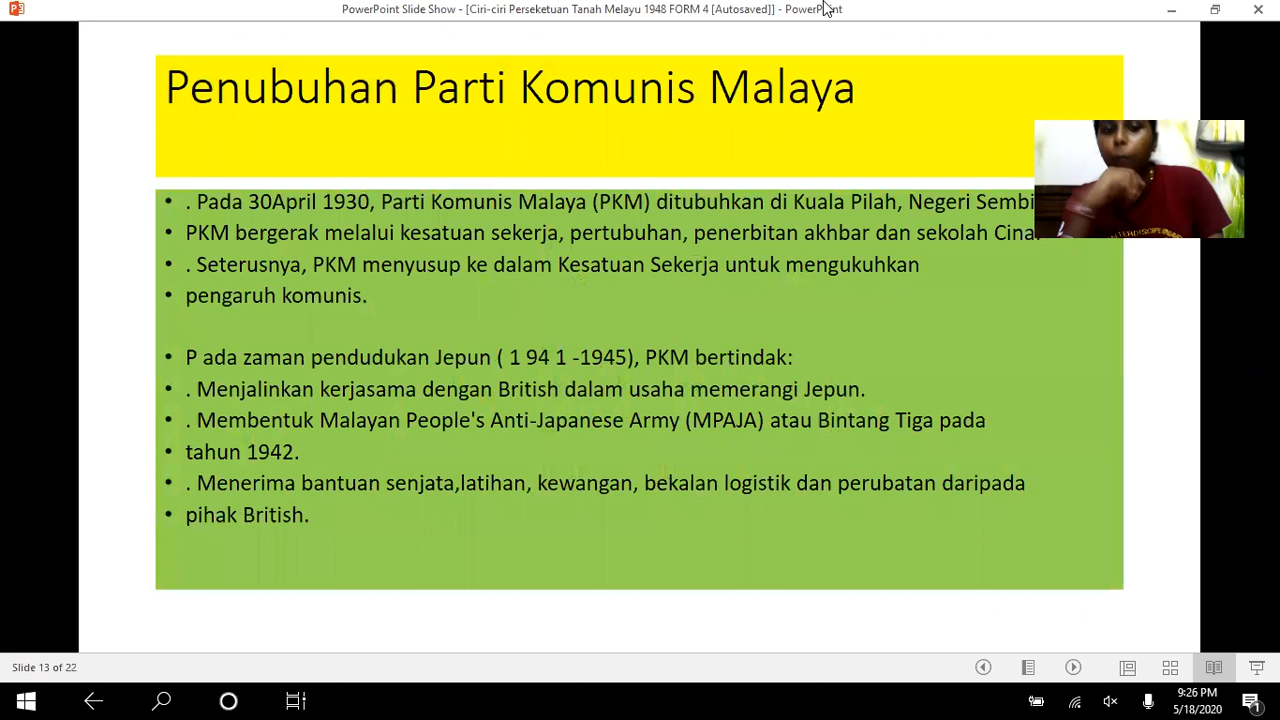 PowerPoint Slide Show - [Ciri-ciri Perseketuan Tanah Melayu 1948 FORM 4 [Autosaved]] - PowerPoint
Penubuhan Parti Komunis Malaya
• . Pada 30April 1930, Parti Komunis Malaya (PKM) ditubuhkan di Kuala Pilah, Negeri Sembi
• PKM bergerak melalui kesatuan sekerja, pertubuhan, penerbitan akhbar dan sekolah Cina.
• . Seterusnya, PKM menyusup ke dalam Kesatuan Sekerja untuk mengukuhkan
• pengaruh komunis.
• P ada zaman pendudukan Jepun ( 1 94 1 -1945), PKM bertindak:
• . Menjalinkan kerjasama dengan British dalam usaha memerangi Jepun.
• . Membentuk Malayan People's Anti-Japanese Army (MPAJA) atau Bintang Tiga pada
• tahun 1942.
• . Menerima bantuan senjata,latihan, kewangan, bekalan logistik dan perubatan daripada
• pihak British.
Slide 13 of 22
9:26 PM
5/18/2020
1